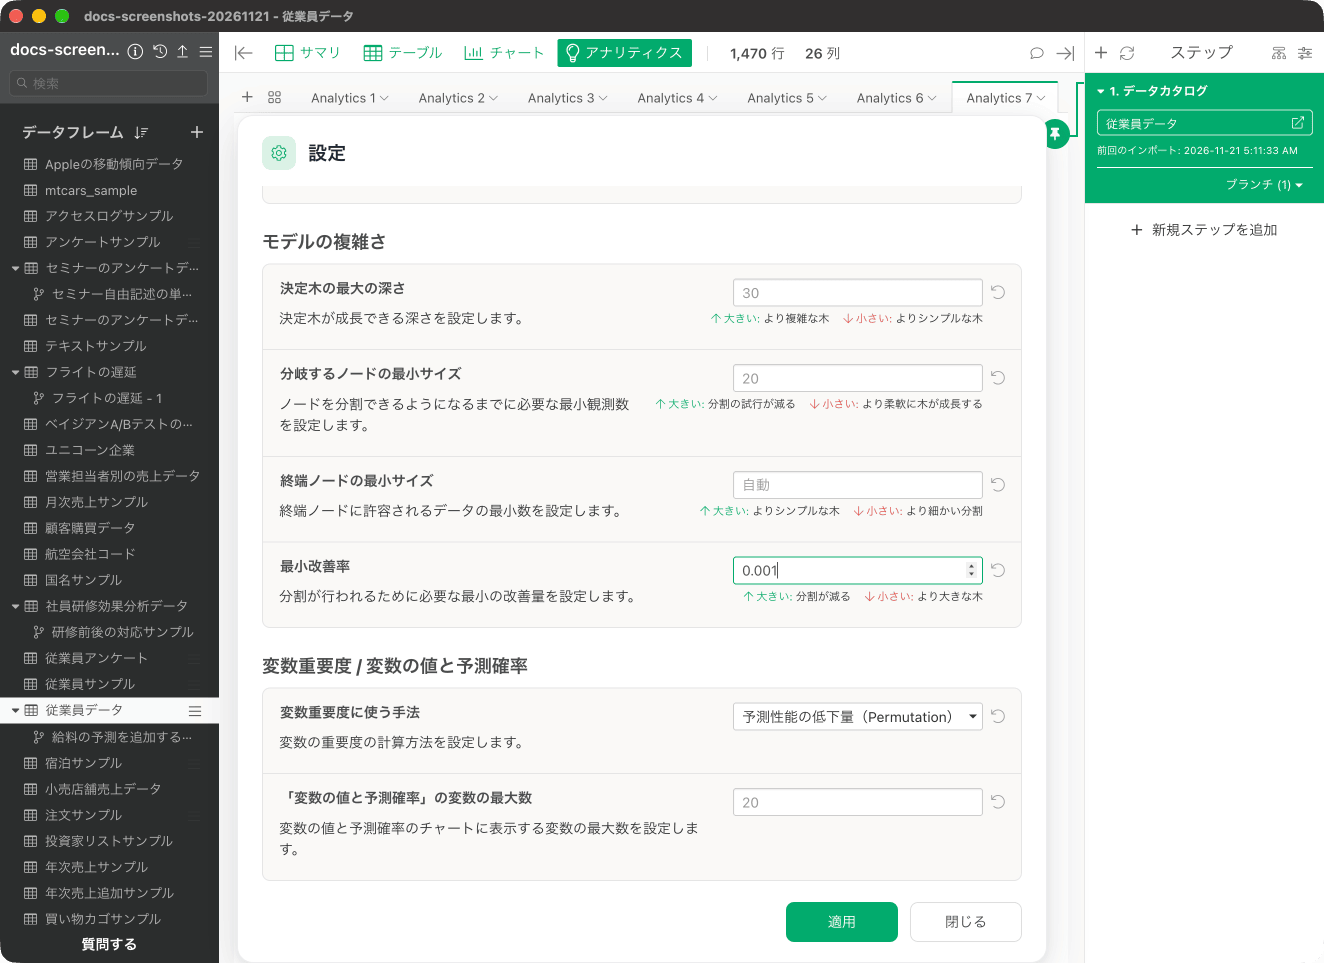 docs-screenshots-20261121 - 従業員データ
docs-screen...
検索
データフレーム
Appleの移動傾向データ
mtcars_sample
アクセスログサンプル
アンケートサンプル
セミナーのアンケートデ...
セミナー自由記述の単...
セミナーのアンケートデ...
テキストサンプル
フライトの遅延
フライトの遅延 - 1
ベイジアンA/Bテストの...
ユニコーン企業
営業担当者別の売上データ
月次売上サンプル
顧客購買データ
航空会社コード
国名サンプル
社員研修効果分析データ
研修前後の対応サンプル
従業員アンケート
従業員サンプル
従業員データ
給料の予測を追加する...
宿泊サンプル
小売店舗売上データ
注文サンプル
投資家リストサンプル
年次売上サンプル
年次売上追加サンプル
買い物カゴサンプル
質問する
サマリ テーブル チャート アナリティクス 1,470 行 26 列
Analytics 1 Analytics 2 Analytics 3 Analytics 4 Analytics 5 Analytics 6 Analytics 7
設定
モデルの複雑さ
決定木の最大の深さ
30
決定木が成長できる深さを設定します。
↑大きい: より複雑な木 ↓小さい: よりシンプルな木
分岐するノードの最小サイズ
20
ノードを分割できるようになるまでに必要な最小観測数を設定します。
↑大きい: 分割の試行が減る ↓小さい: より柔軟に木が成長する
終端ノードの最小サイズ
自動
終端ノードに許容されるデータの最小数を設定します。
↑大きい: よりシンプルな木 ↓小さい: より細かい分割
最小改善率
0.001
分割が行われるために必要な最小の改善量を設定します。
↑大きい: 分割が減る ↓小さい: より大きな木
変数重要度 / 変数の値と予測確率
変数重要度に使う手法
予測性能の低下量（Permutation）
変数の重要度の計算方法を設定します。
「変数の値と予測確率」の変数の最大数
20
変数の値と予測確率のチャートに表示する変数の最大数を設定します。
適用 閉じる
ステップ
1. データカタログ
従業員データ
前回のインポート: 2026-11-21 5:11:33 AM
ブランチ (1)
新規ステップを追加